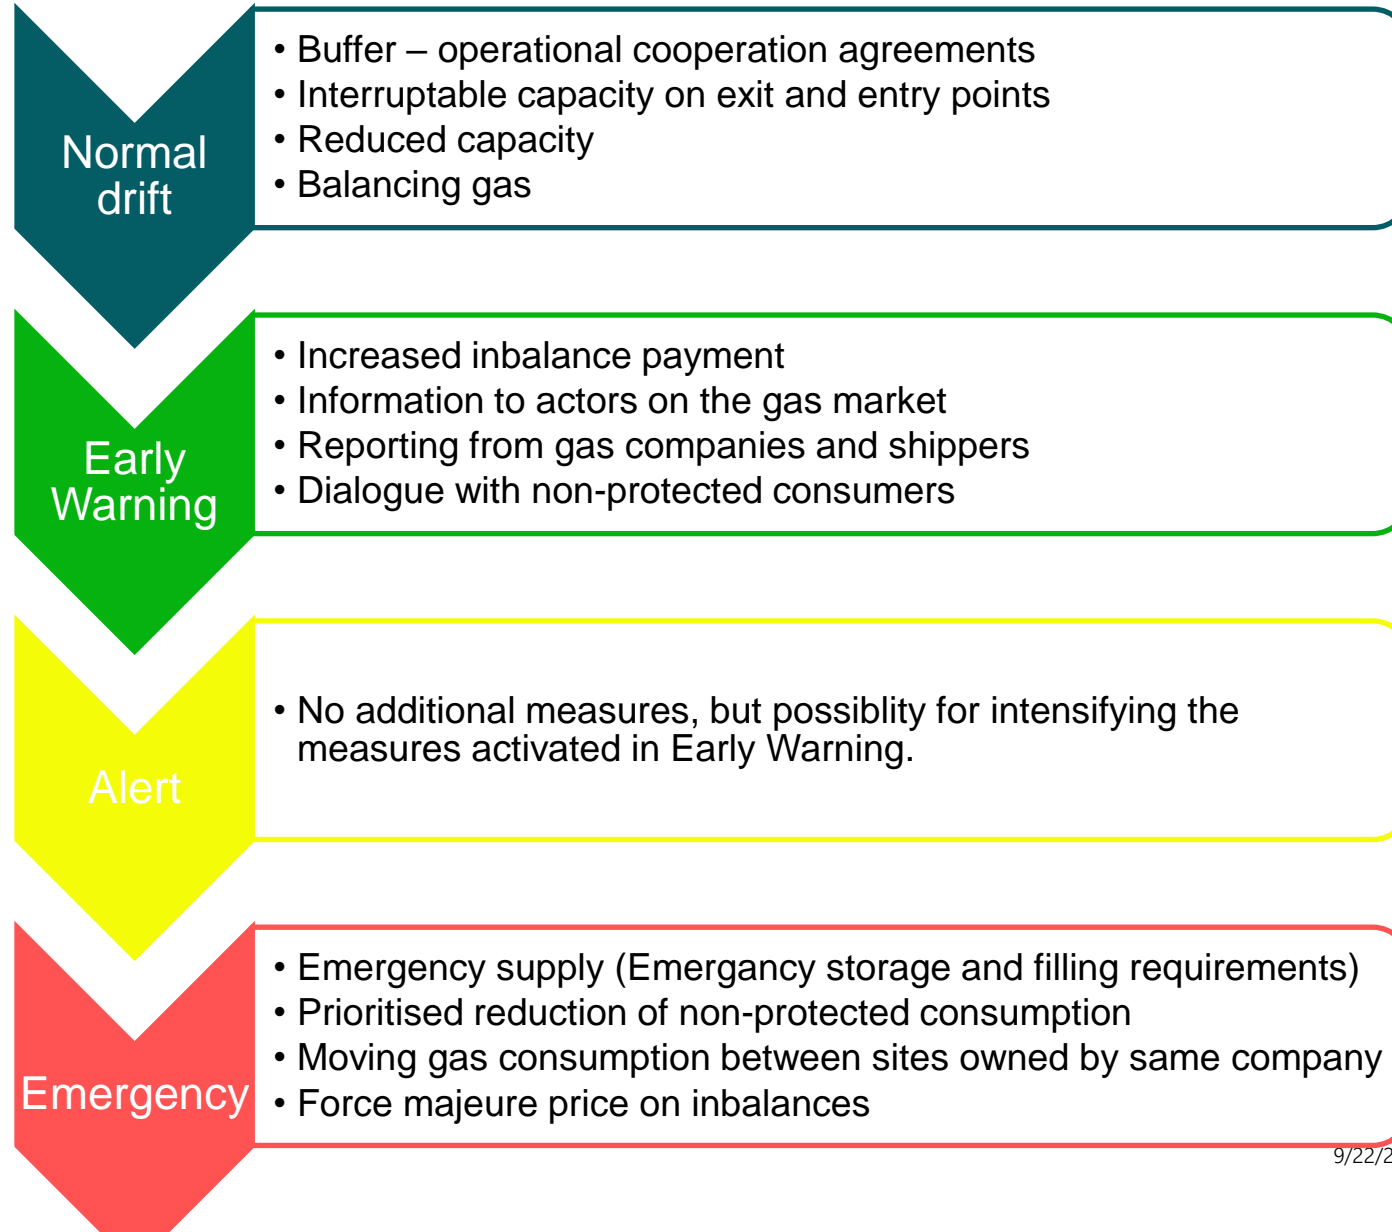 Normal
drift
• Buffer – operational cooperation agreements
• Interruptable capacity on exit and entry points
• Reduced capacity
• Balancing gas
Early
Warning
• Increased inbalance payment
• Information to actors on the gas market
• Reporting from gas companies and shippers
• Dialogue with non-protected consumers
Alert
• No additional measures, but possiblity for intensifying the
measures activated in Early Warning.
Emergency
• Emergency supply (Emergancy storage and filling requirements)
• Prioritised reduction of non-protected consumption
• Moving gas consumption between sites owned by same company
• Force majeure price on inbalances
9/22/2